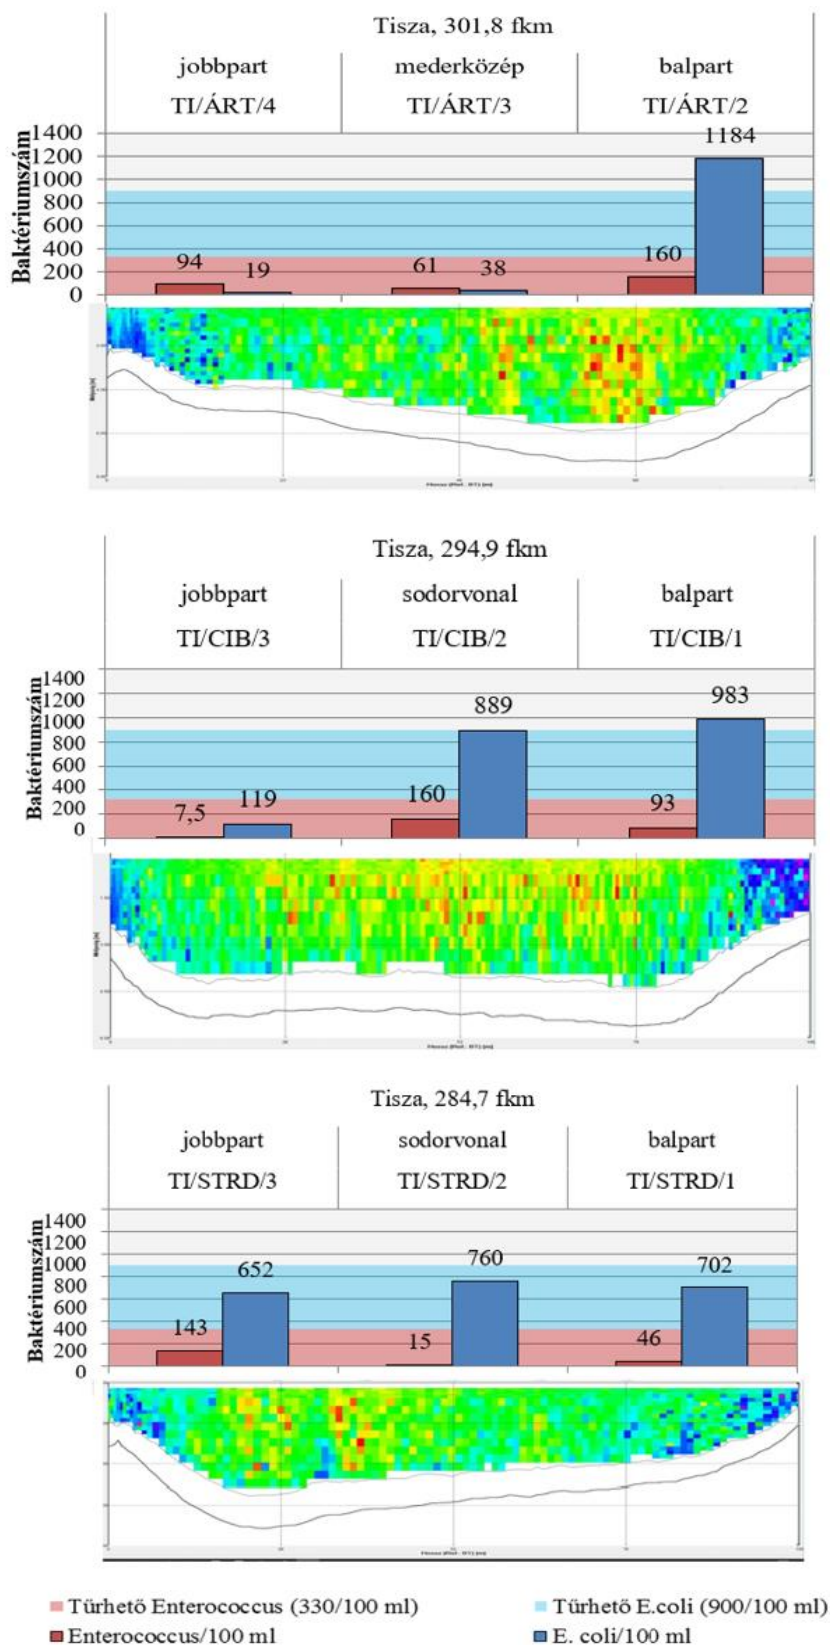 Tisza, 301,8 fkm
jobbpart mederközép balpart
TI/ÁRT/4 TI/ÁRT/3 TI/ÁRT/2
Baktériumszám
1400
1200
1000
800
600
400
200
0
94 19 61 38 160 1184
Tisza, 294,9 fkm
jobbpart sodorvonal balpart
TI/CIB/3 TI/CIB/2 TI/CIB/1
Baktériumszám
1400
1200
1000
800
600
400
200
0
7,5 119 160 889 93 983
Tisza, 284,7 fkm
jobbpart sodorvonal balpart
TI/STRD/3 TI/STRD/2 TI/STRD/1
Baktériumszám
1400
1200
1000
800
600
400
200
0
143 652 15 760 46 702
Türhető Enterococcus (330/100 ml) Türhető E.coli (900/100 ml)
Enterococcus/100 ml E. coli/100 ml